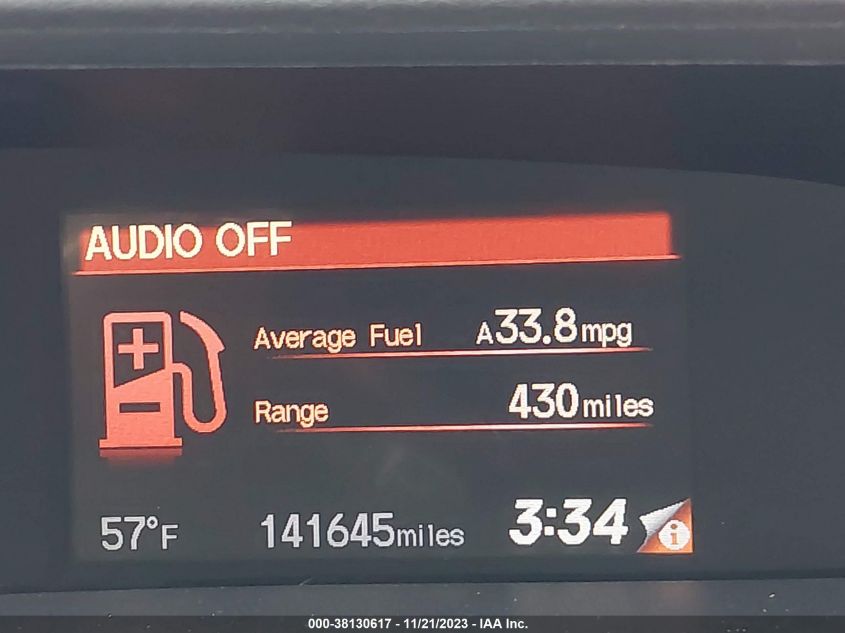 AUDIO OFF
Average Fuel A33.8mpg
Range 430miles
57°F 141645miles 3:34 i
000-38130617 - 11/21/2023 - IAA Inc.